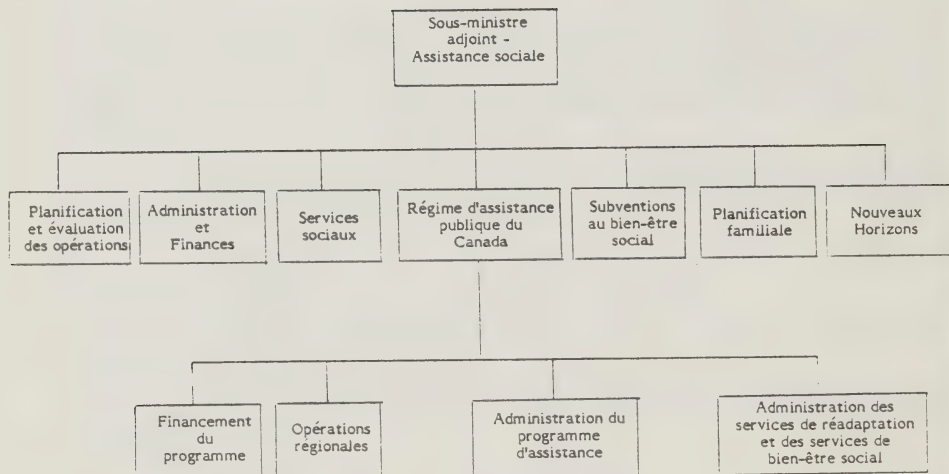 Sous-ministre
adjoint -
Assistance sociale
Planification
et évaluation
des opérations
Administration
et
Finances
Services
sociaux
Régime d'assistance
publique du
Canada
Subventions
au bien-être
social
Planification
familiale
Nouveaux
Horizons
Financement
du
programme
Opérations
régionales
Administration du
programme
d'assistance
Administration des
services de réadaptation
et des services de
bien-être social